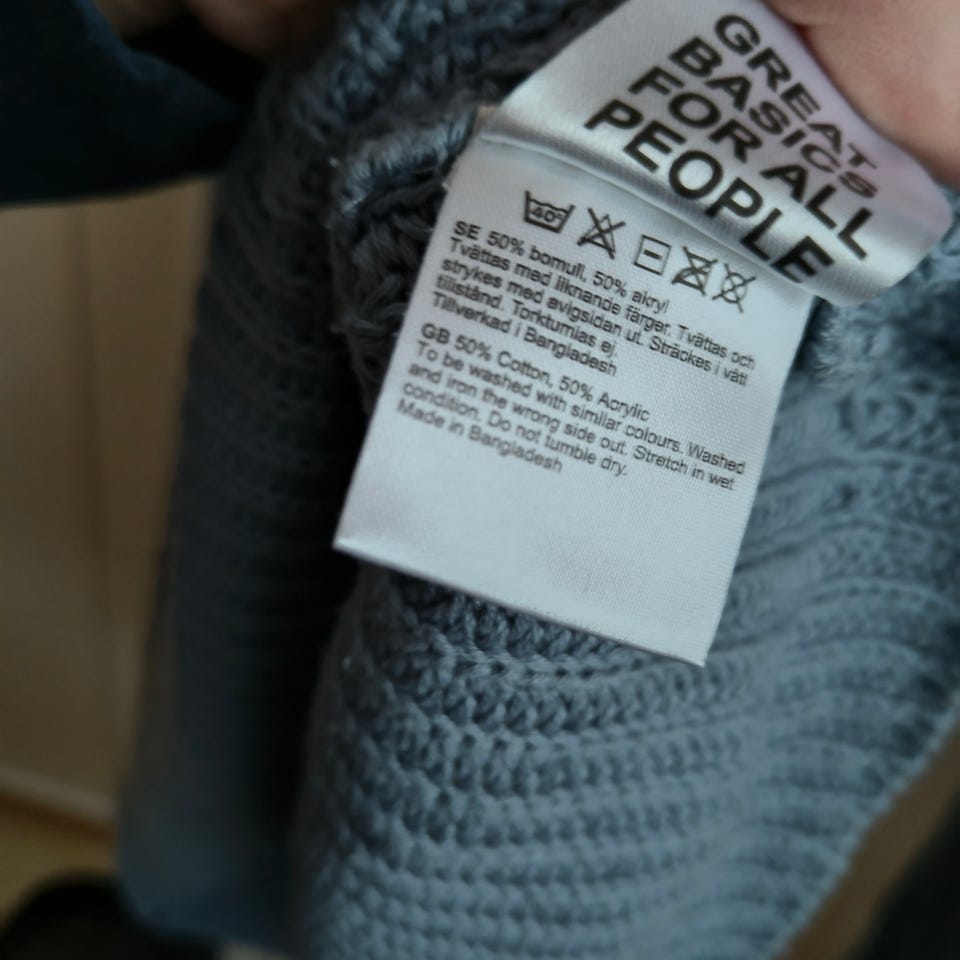 GREAT
BASICS
FOR ALL
PEOPLE
40°
SE 50% bomull, 50% akryl
Tvättas med liknande färger. Tvättas och
strykes med avigsidan ut. Sträckes i vått
tillstånd. Torktumlas ej.
Tillverkad i Bangladesh
GB 50% Cotton, 50% Acrylic
To be washed with similar colours. Washed
and iron the wrong side out. Stretch in wet
condition. Do not tumble dry.
Made in Bangladesh